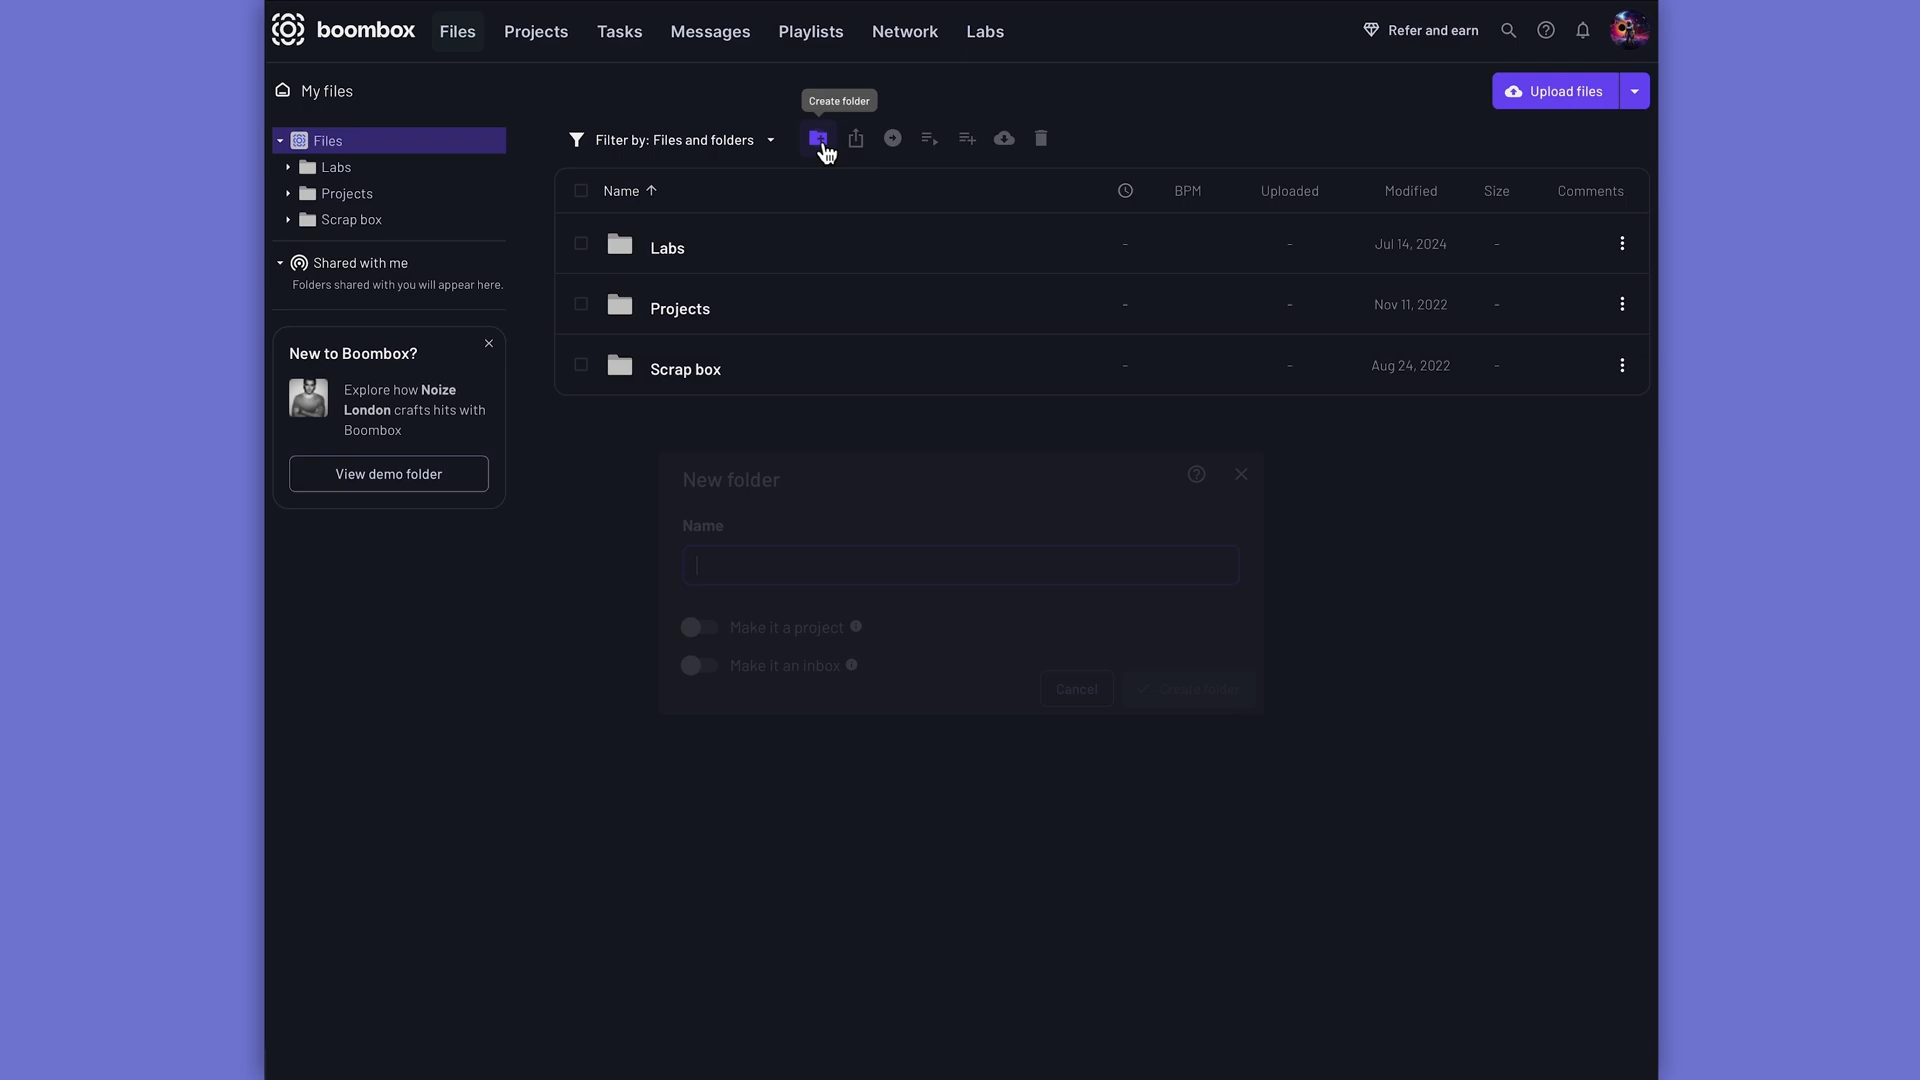 boombox
Files
Projects
Tasks
Messages
Playlists
Network
Labs
Refer and earn
My files
Upload files
Create folder
Filter by: Files and folders
Files
Labs
Projects
Scrap box
Shared with me
Folders shared with you will appear here.
New to Boombox?
Explore how Noize
London crafts hits with
Boombox
View demo folder
Name
BPM
Uploaded
Modified
Size
Comments
Labs
-
-
Jul 14, 2024
-
Projects
-
-
Nov 11, 2022
-
Scrap box
-
-
Aug 24, 2022
-
New folder
Name
Make it a project
Make it an inbox
Cancel
Create folder